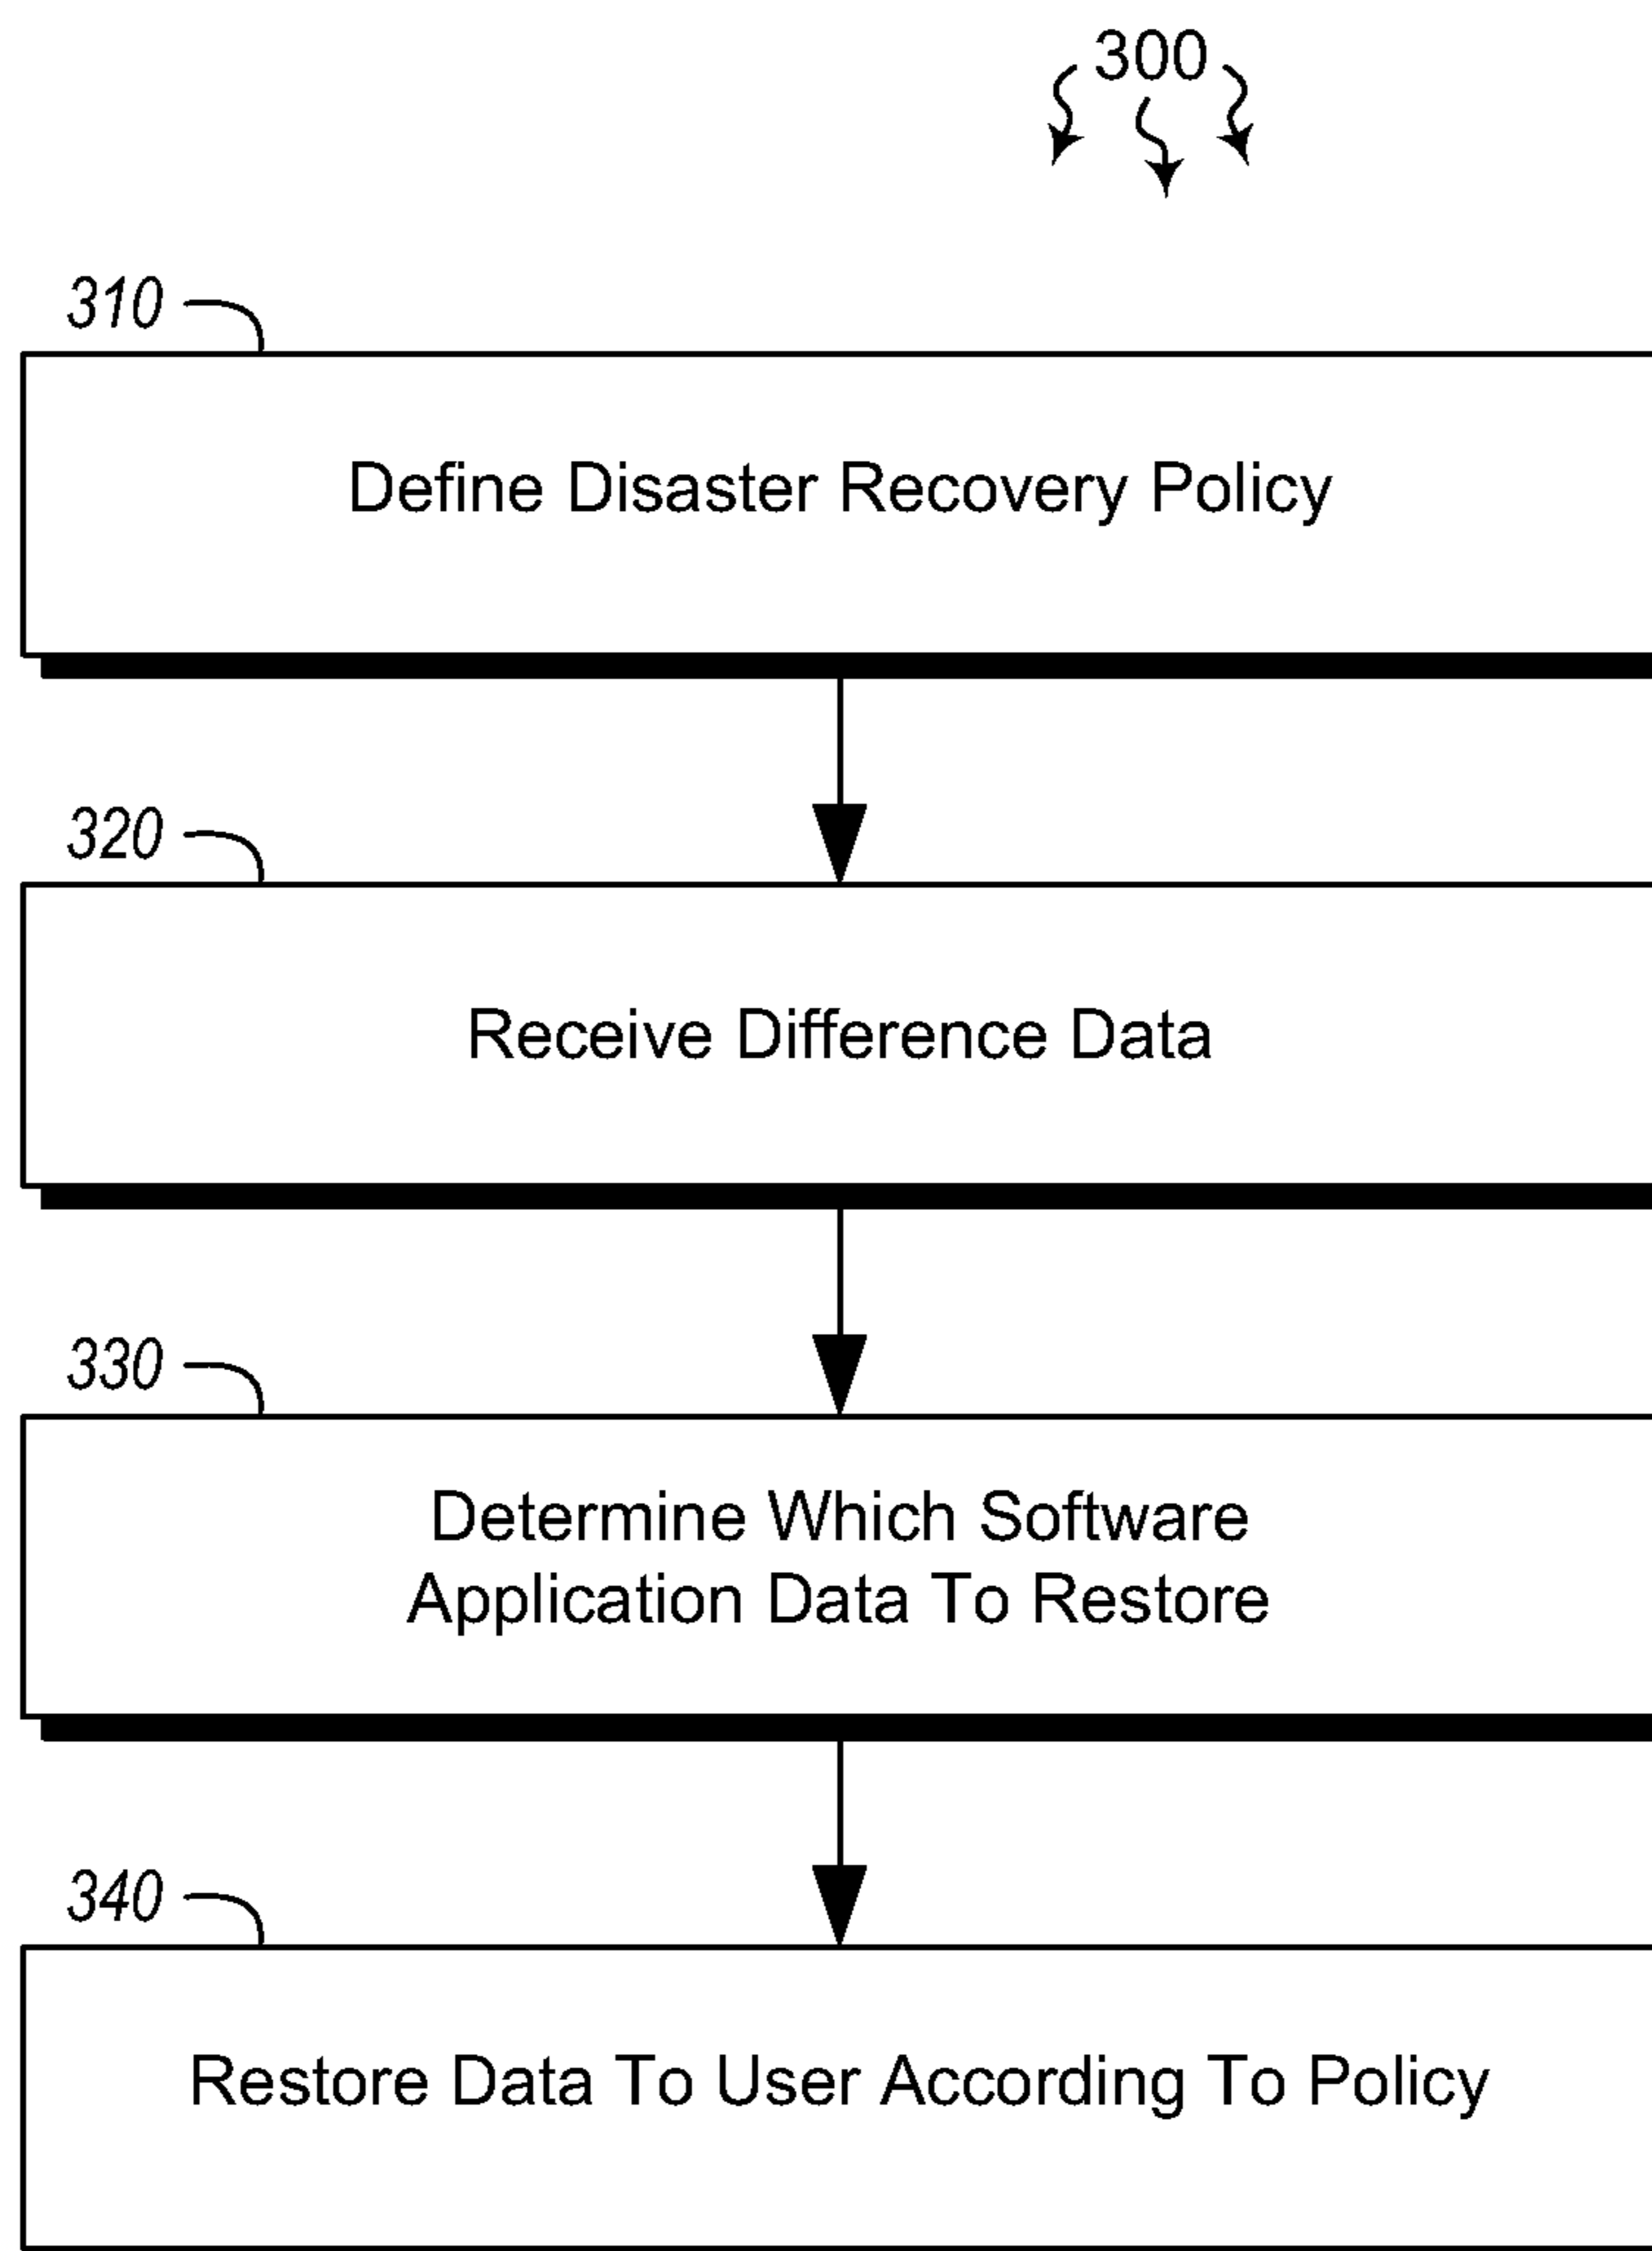 300
310
Define Disaster Recovery Policy
320
Receive Difference Data
330
Determine Which Software
Application Data To Restore
340
Restore Data To User According To Policy